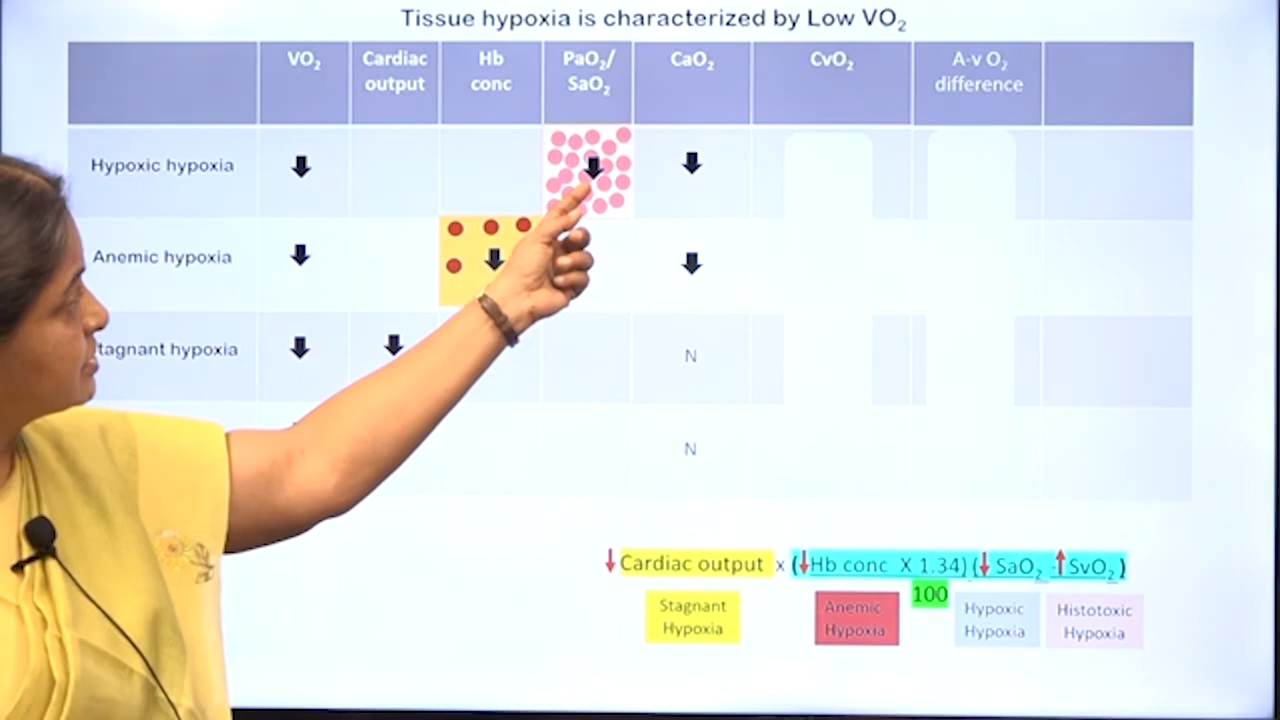 Tissue hypoxia is characterized by Low VO₂
VO₂ Cardiac output Hb conc PaO₂/ SaO₂ CaO₂ CvO₂ A-v O₂ difference
Hypoxic hypoxia
Anemic hypoxia
tagnant hypoxia N
N
Cardiac output x (Hb conc X 1.34) (SaO₂ - SvO₂)
100
Stagnant Hypoxia
Anemic Hypoxia
Hypoxic Hypoxia
Histotoxic Hypoxia